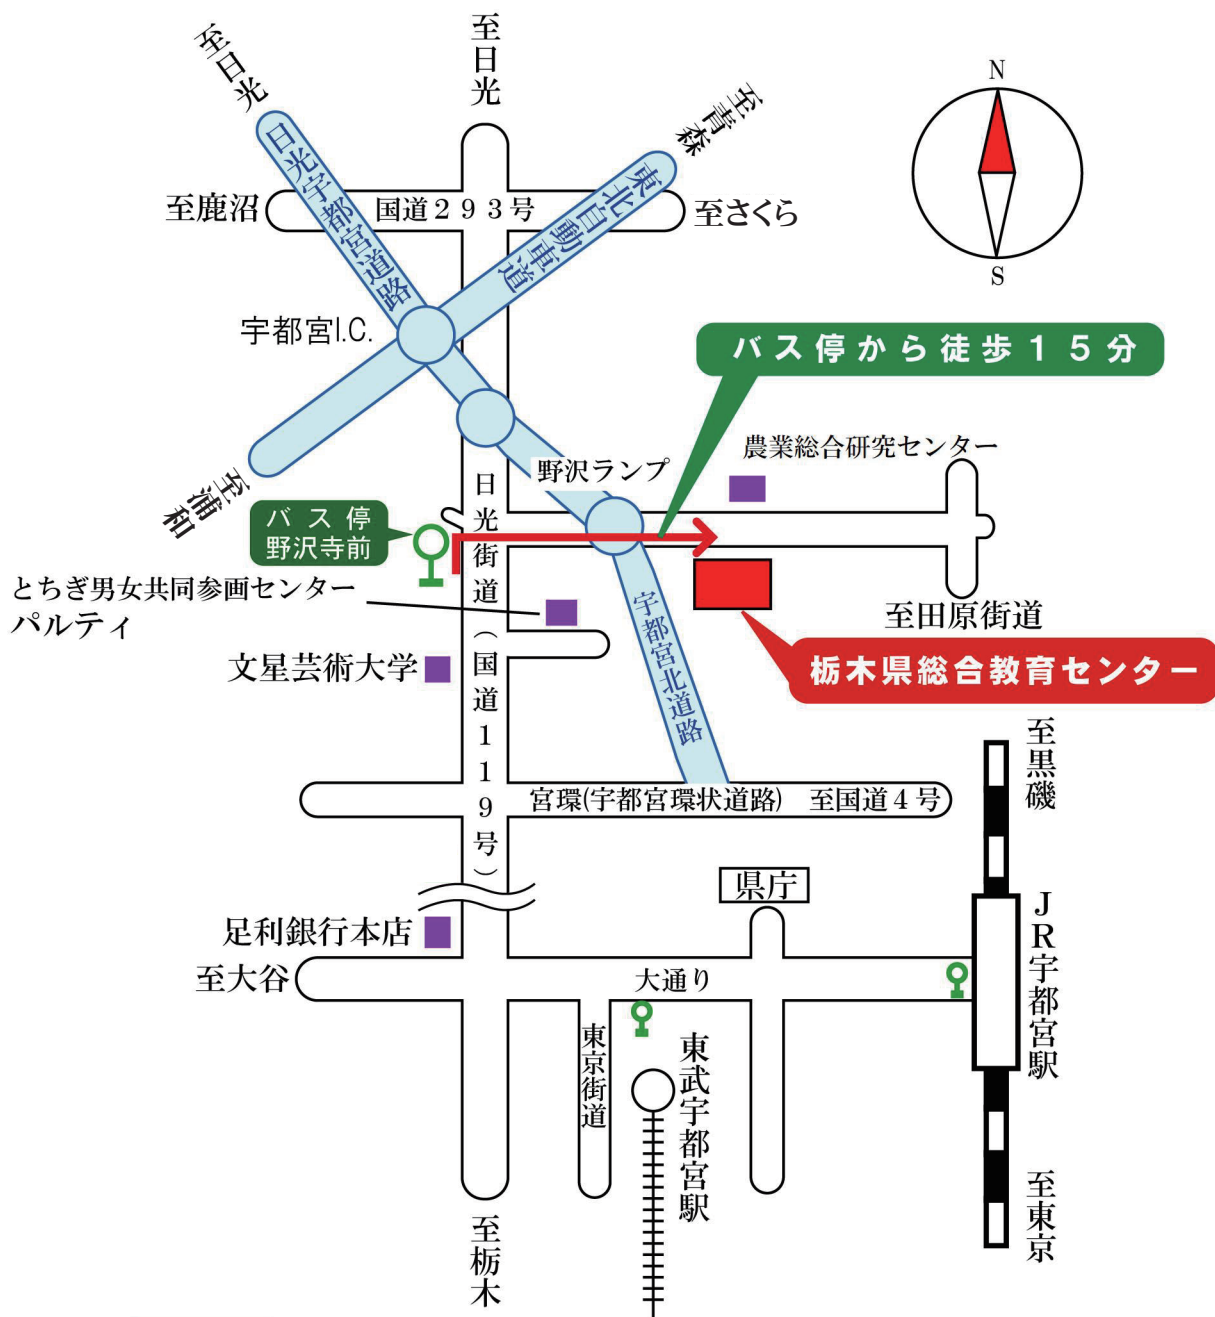 至日光
至日光
至青森
N
S
日光宇都宮道路
東北自動車道
至鹿沼
国道２９３号
至さくら
宇都宮I.C.
バス停から徒歩１５分
農業総合研究センター
野沢ランプ
至浦和
バス停
野沢寺前
日光街道（国道１１９号）
とちぎ男女共同参画センター
パルティ
至田原街道
宇都宮北道路
文星芸術大学
栃木県総合教育センター
至黒磯
宮環(宇都宮環状道路)　至国道４号
県庁
足利銀行本店
JR宇都宮駅
至大谷
大通り
東京街道
東武宇都宮駅
至東京
至栃木